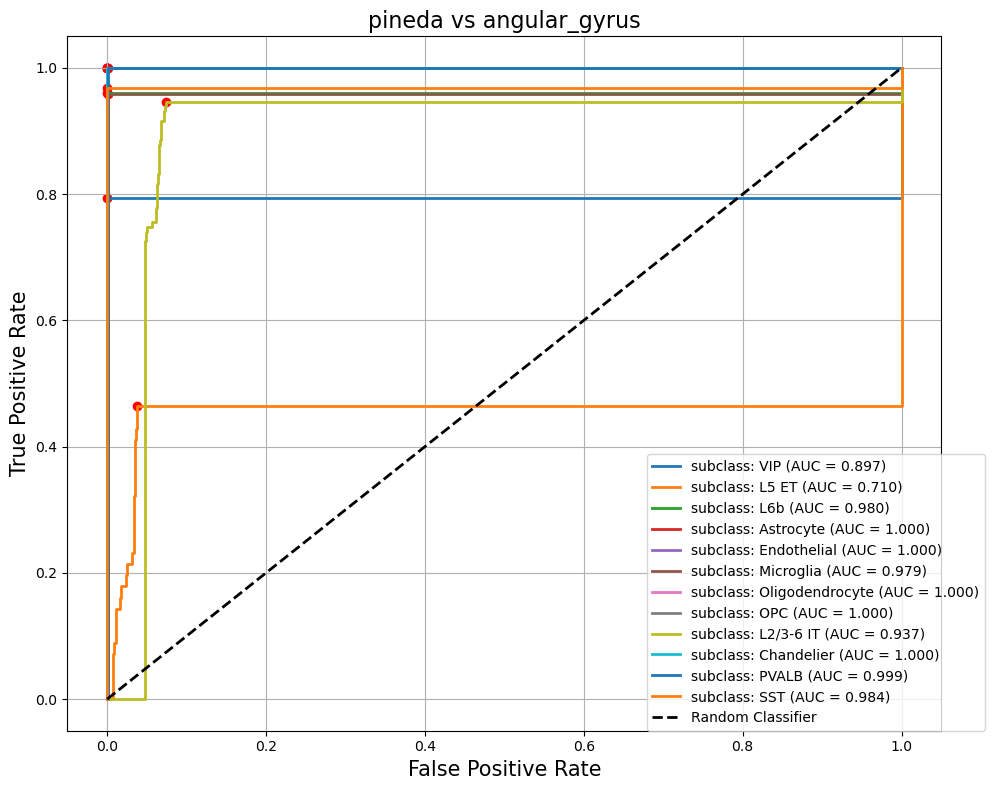 pineda vs angular_gyrus
True Positive Rate
1.0
0.8
0.6
0.4
0.2
0.0
subclass: VIP (AUC = 0.897)
subclass: L5 ET (AUC = 0.710)
subclass: L6b (AUC = 0.980)
subclass: Astrocyte (AUC = 1.000)
subclass: Endothelial (AUC = 1.000)
subclass: Microglia (AUC = 0.979)
subclass: Oligodendrocyte (AUC = 1.000)
subclass: OPC (AUC = 1.000)
subclass: L2/3-6 IT (AUC = 0.937)
subclass: Chandelier (AUC = 1.000)
subclass: PVALB (AUC = 0.999)
subclass: SST (AUC = 0.984)
Random Classifier
0.0 0.2 0.4 0.6 0.8 1.0
False Positive Rate